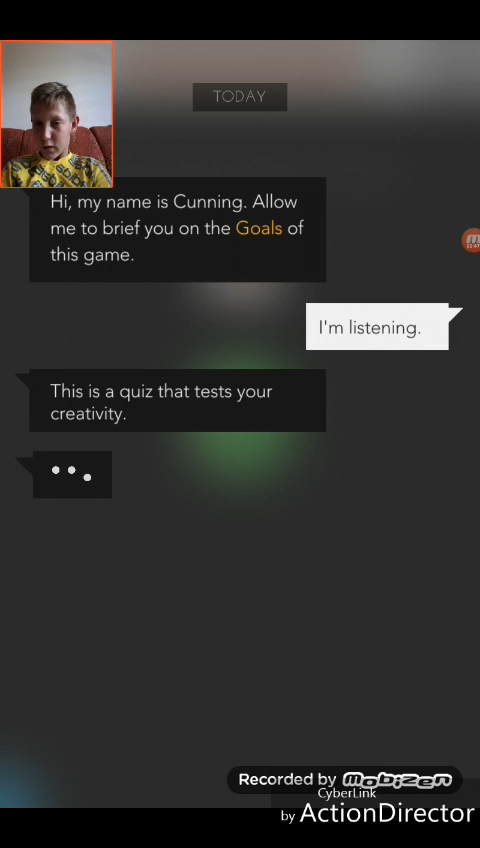 TODAY
Hi, my name is Cunning. Allow
me to brief you on the Goals of
this game.
I'm listening.
This is a quiz that tests your
creativity.
Recorded by mobizen
CyberLink
by ActionDirector